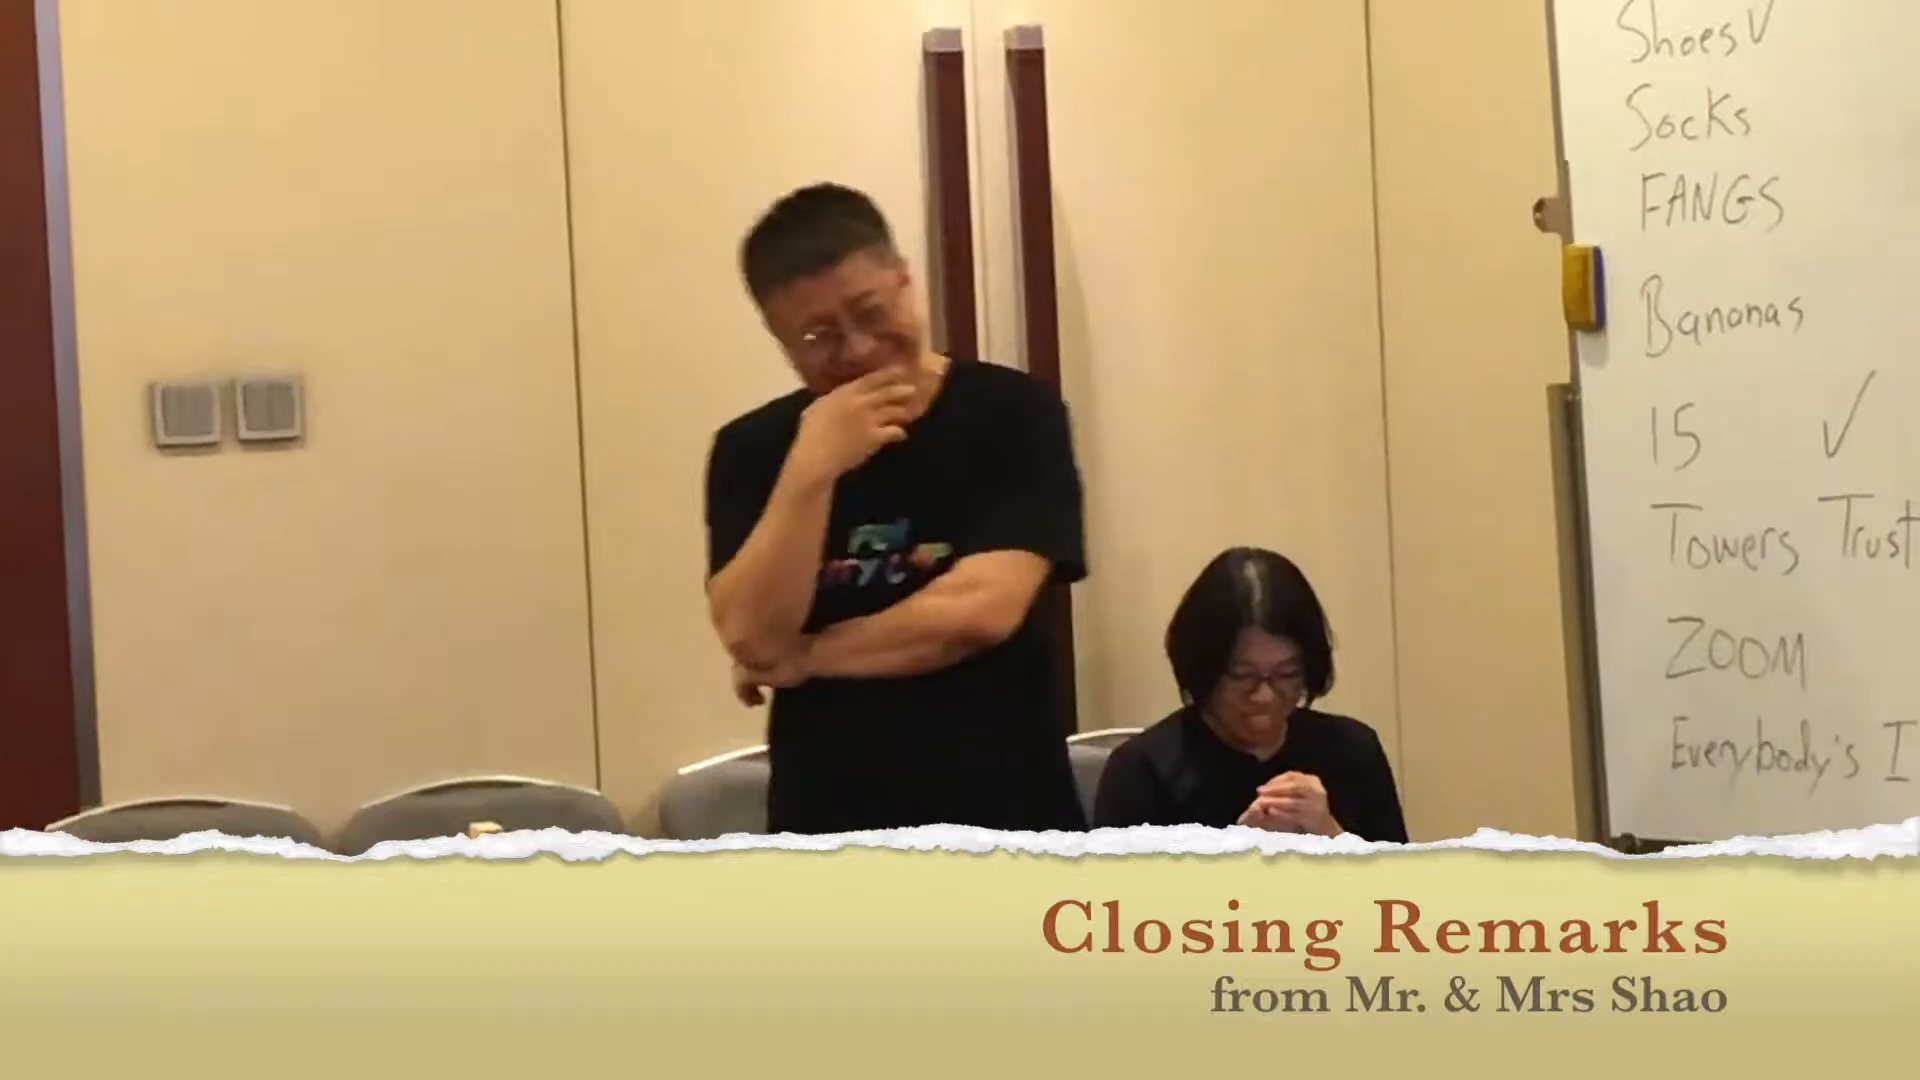 Shoes √
Socks
FANGS
Bananas
15 √
Towers Trust
ZOOM
Everybody's I
Closing Remarks
from Mr. & Mrs Shao